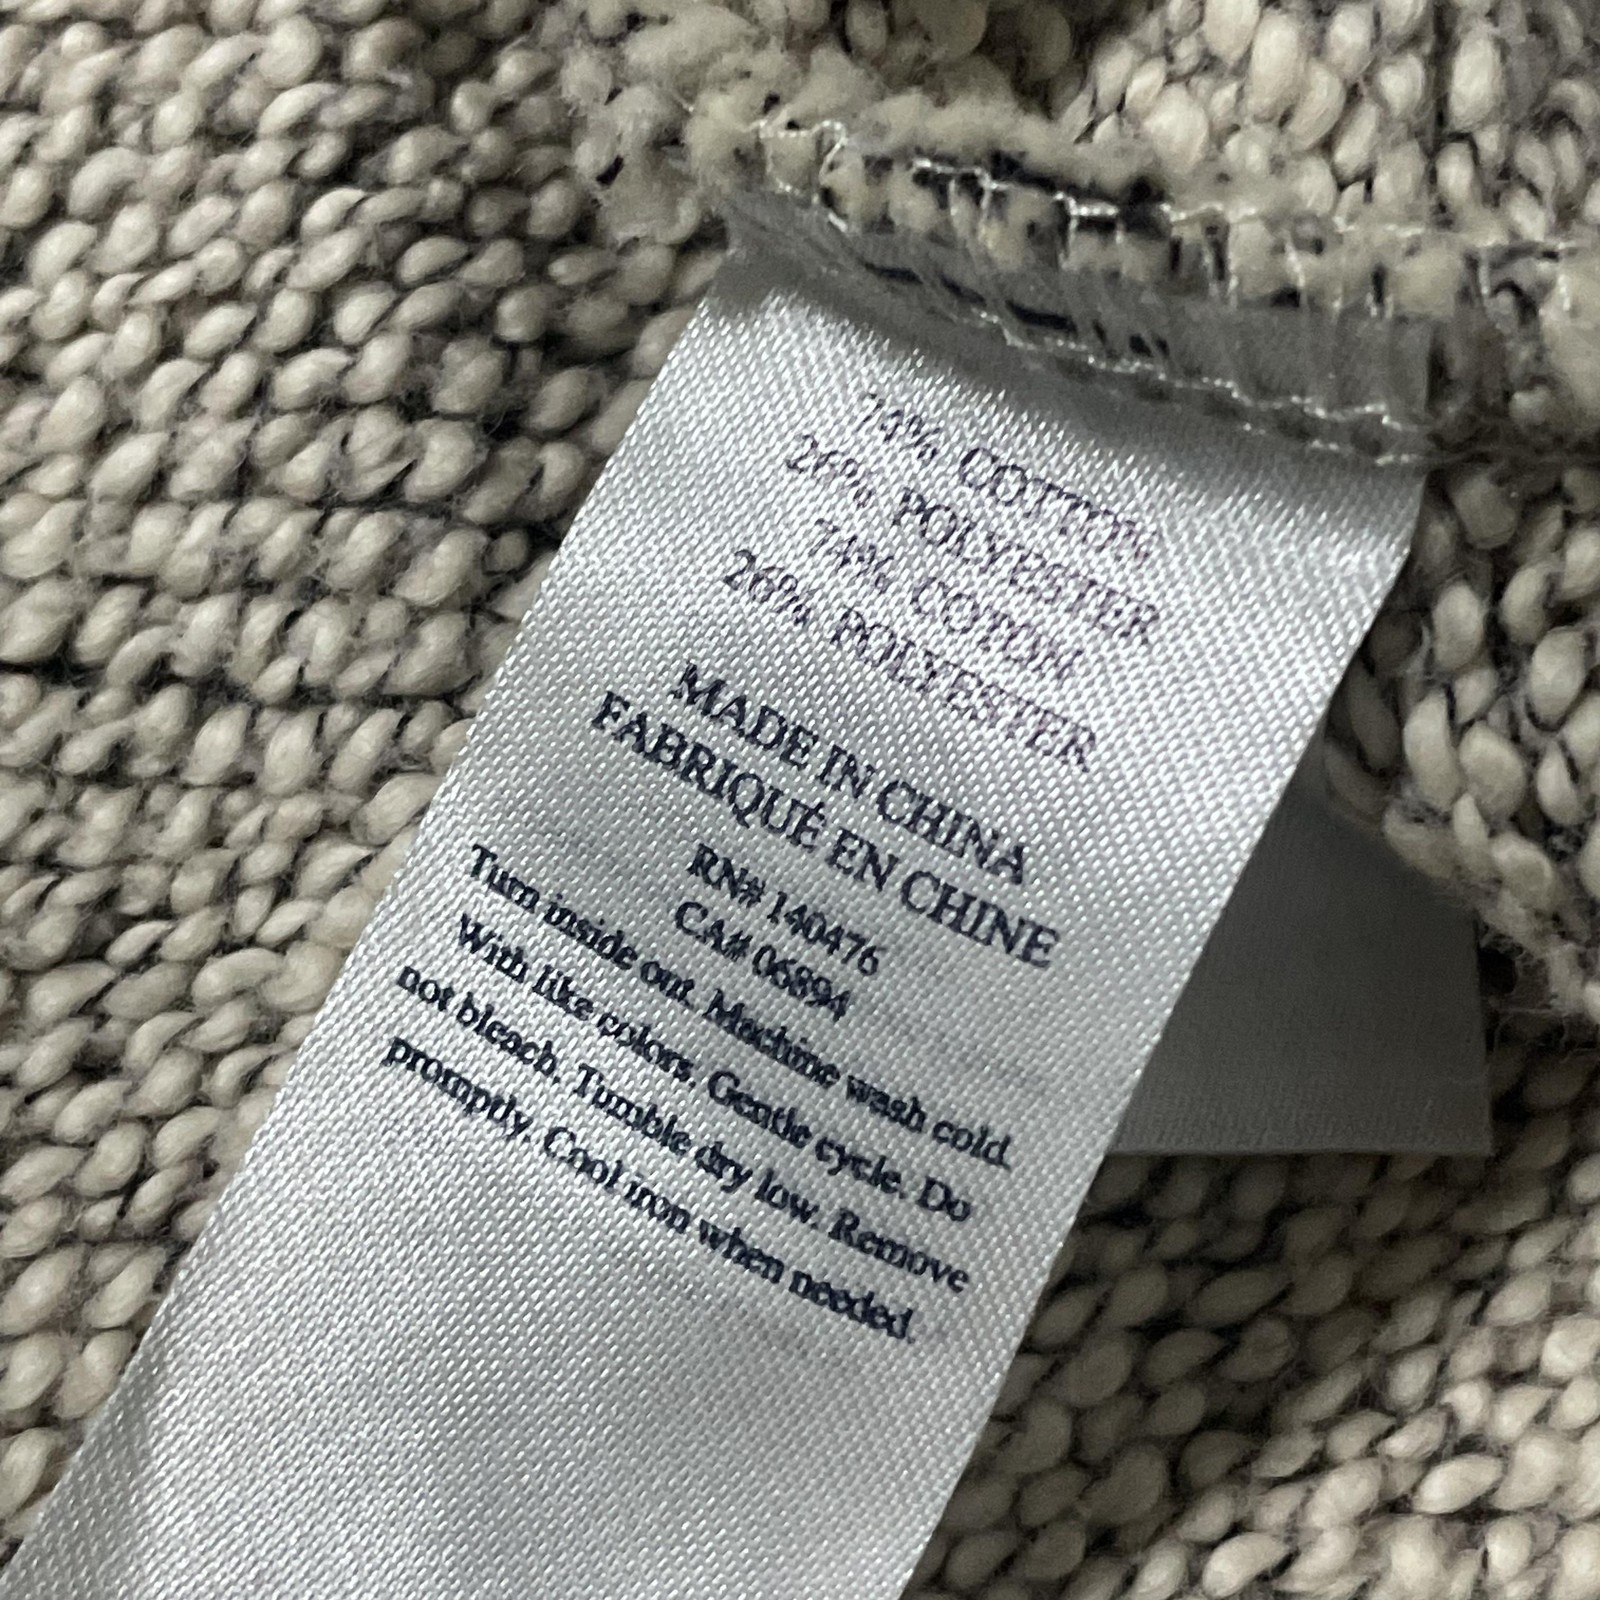 74% COTTON
26% POLYESTER
74% COTON
26% POLYESTER
MADE IN CHINA
FABRIQUÉ EN CHINE
RN# 140476
CA# 06894
Turn inside out. Machine wash cold.
With like colors. Gentle cycle. Do
not bleach. Tumble dry low. Remove
promptly. Cool iron when needed.